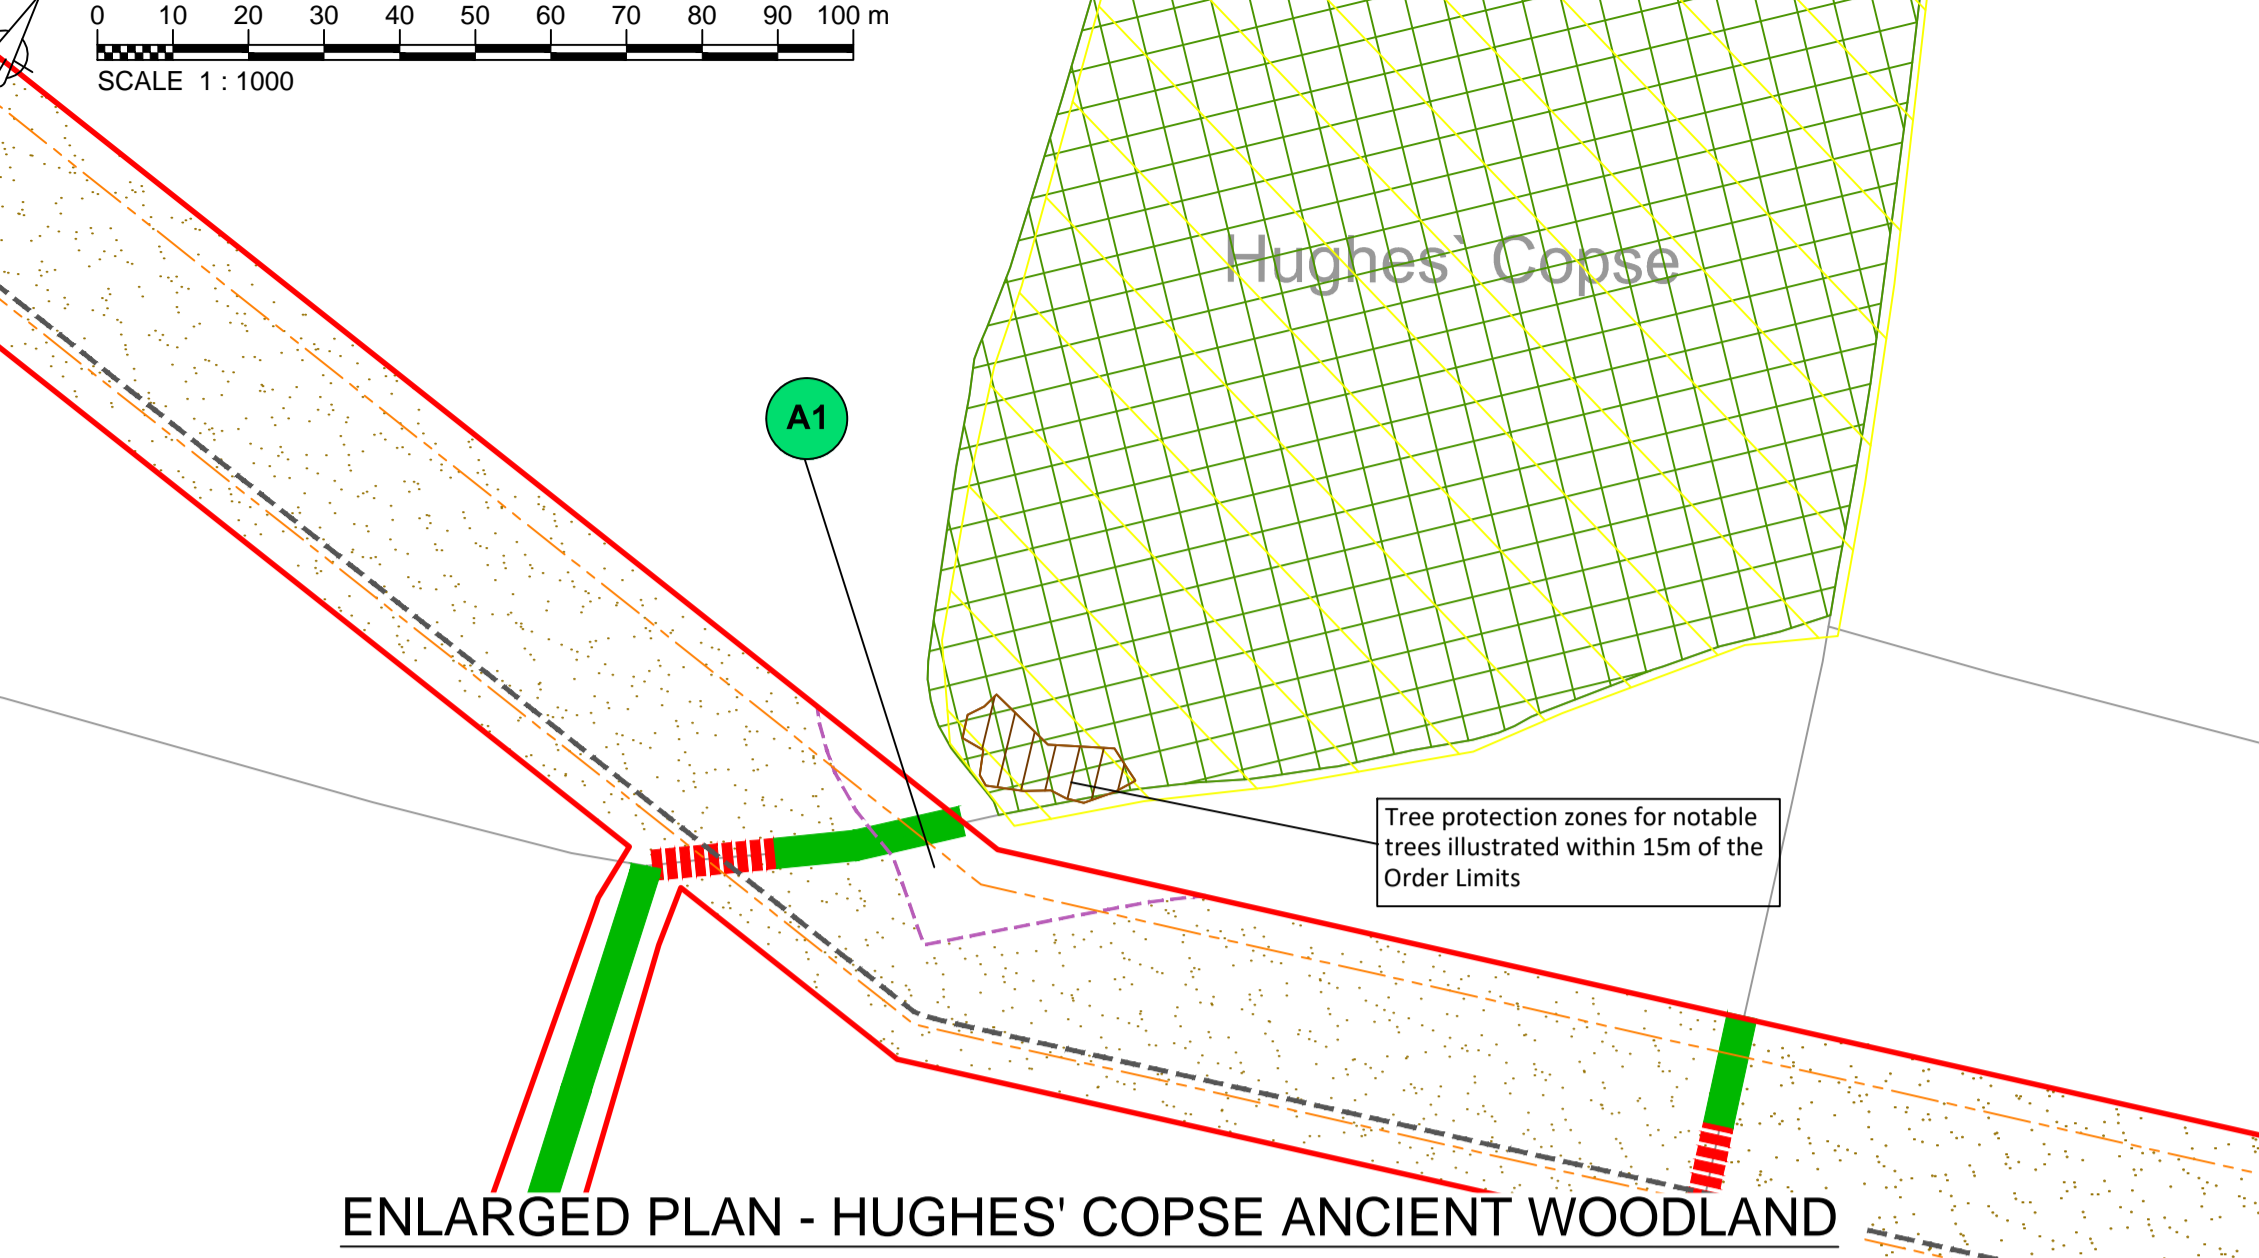 0 10 20 30 40 50 60 70 80 90 100 m
SCALE 1 : 1000
Hughes` Copse
A1
Tree protection zones for notable
trees illustrated within 15m of the
Order Limits
ENLARGED PLAN - HUGHES' COPSE ANCIENT WOODLAND